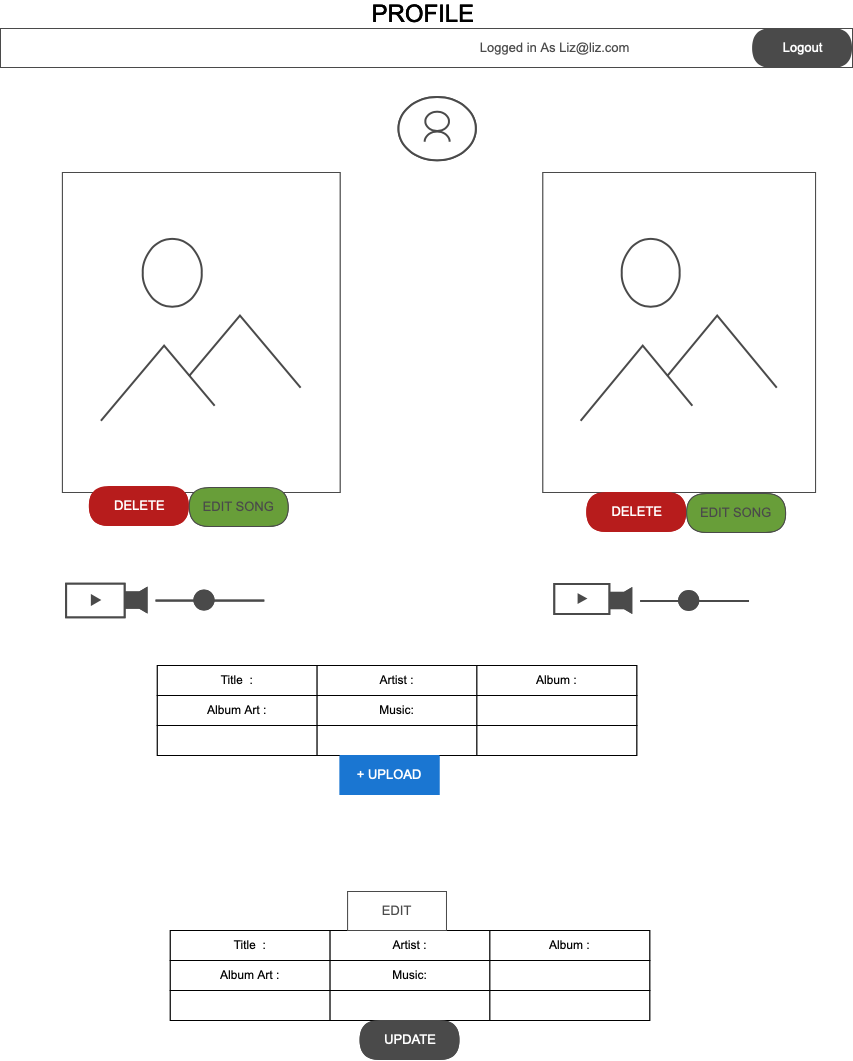 PROFILE
Logged in As Liz@liz.com
Logout
DELETE
EDIT SONG
DELETE
EDIT SONG
Title  :
Artist :
Album :
Album Art :
Music:
+ UPLOAD
EDIT
Title  :
Artist :
Album :
Album Art :
Music:
UPDATE